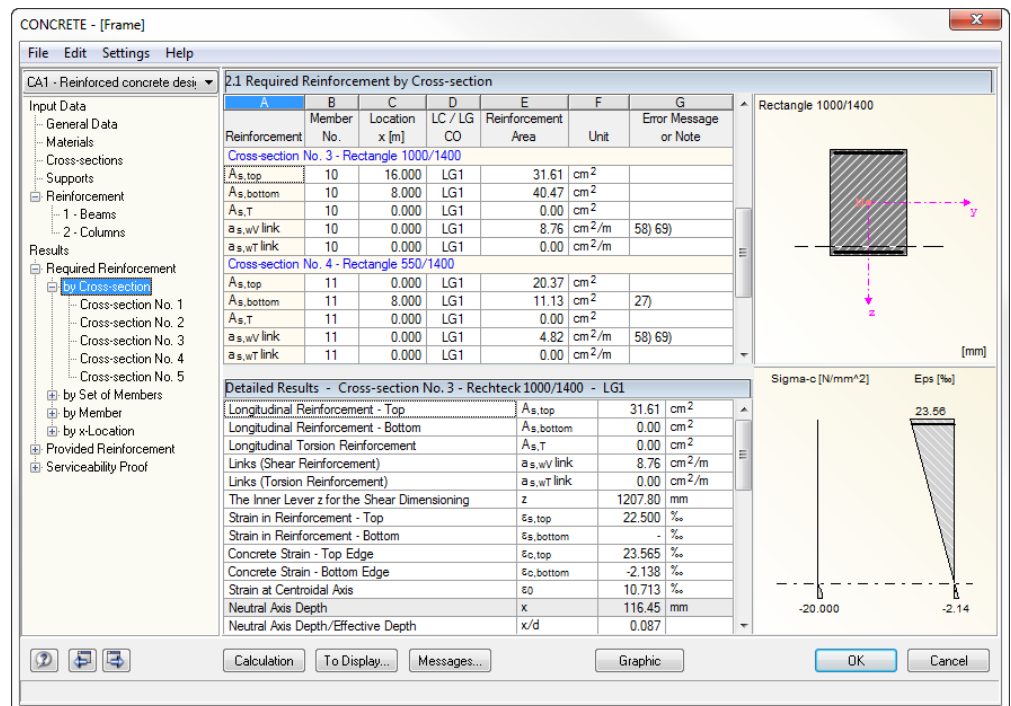 CONCRETE - [Frame]
File Edit Settings Help
CA1 - Reinforced concrete desi
Input Data
General Data
Materials
Cross-sections
Supports
Reinforcement
1 - Beams
2 - Columns
Results
Required Reinforcement
by Cross-section
Cross-section No. 1
Cross-section No. 2
Cross-section No. 3
Cross-section No. 4
Cross-section No. 5
by Set of Members
by Member
by x-Location
Provided Reinforcement
Serviceability Proof
2.1 Required Reinforcement by Cross-section
A B C D E F G
Member Location LC / LG Reinforcement Error Message
Reinforcement No. x [m] CO Area Unit or Note
Cross-section No. 3 - Rectangle 1000/1400
As,top 10 16.000 LG1 31.61 cm2
As,bottom 10 8.000 LG1 40.47 cm2
As,T 10 0.000 LG1 0.00 cm2
as,wV link 10 0.000 LG1 8.76 cm2/m 58) 69)
as,wT link 10 0.000 LG1 0.00 cm2/m
Cross-section No. 4 - Rectangle 550/1400
As,top 11 0.000 LG1 20.37 cm2
As,bottom 11 8.000 LG1 11.13 cm2 27)
As,T 11 0.000 LG1 0.00 cm2
as,wV link 11 0.000 LG1 4.82 cm2/m 58) 69)
as,wT link 11 0.000 LG1 0.00 cm2/m
Detailed Results - Cross-section No. 3 - Rechteck 1000/1400 - LG1
Longitudinal Reinforcement - Top As,top 31.61 cm2
Longitudinal Reinforcement - Bottom As,bottom 0.00 cm2
Longitudinal Torsion Reinforcement As,T 0.00 cm2
Links (Shear Reinforcement) as,wV link 8.76 cm2/m
Links (Torsion Reinforcement) as,wT link 0.00 cm2/m
The Inner Lever z for the Shear Dimensioning z 1207.80 mm
Strain in Reinforcement - Top εs,top 22.500 ‰
Strain in Reinforcement - Bottom εs,bottom - ‰
Concrete Strain - Top Edge εc,top 23.565 ‰
Concrete Strain - Bottom Edge εc,bottom -2.138 ‰
Strain at Centroidal Axis ε0 10.713 ‰
Neutral Axis Depth x 116.45 mm
Neutral Axis Depth/Effective Depth x/d 0.087
Rectangle 1000/1400
y
z
[mm]
Sigma-c [N/mm^2] Eps [‰]
23.56
-20.000 -2.14
Calculation To Display... Messages... Graphic OK Cancel